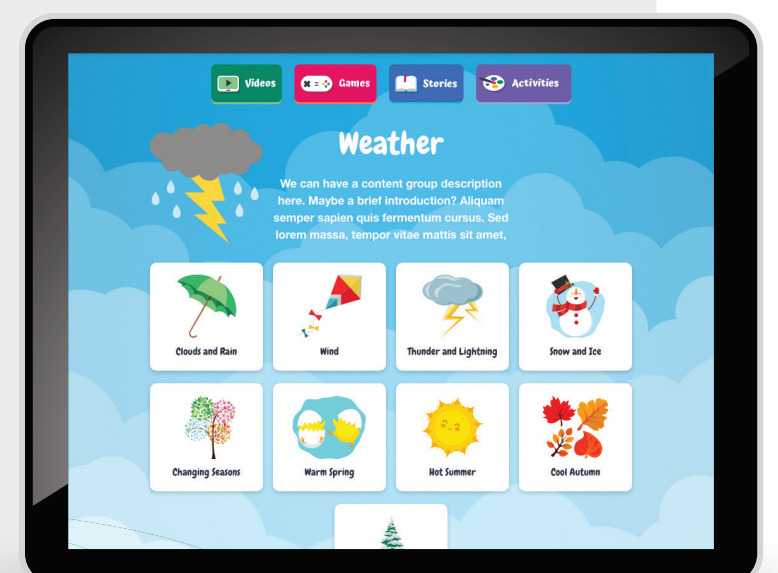 Videos
Games
Stories
Activities
Weather
We can have a content group description
here. Maybe a brief introduction? Aliquam
semper sapien quis fermentum cursus. Sed
lorem massa, tempor vitae mattis sit amet,
Clouds and Rain
Wind
Thunder and Lightning
Snow and Ice
Changing Seasons
Warm Spring
Hot Summer
Cool Autumn